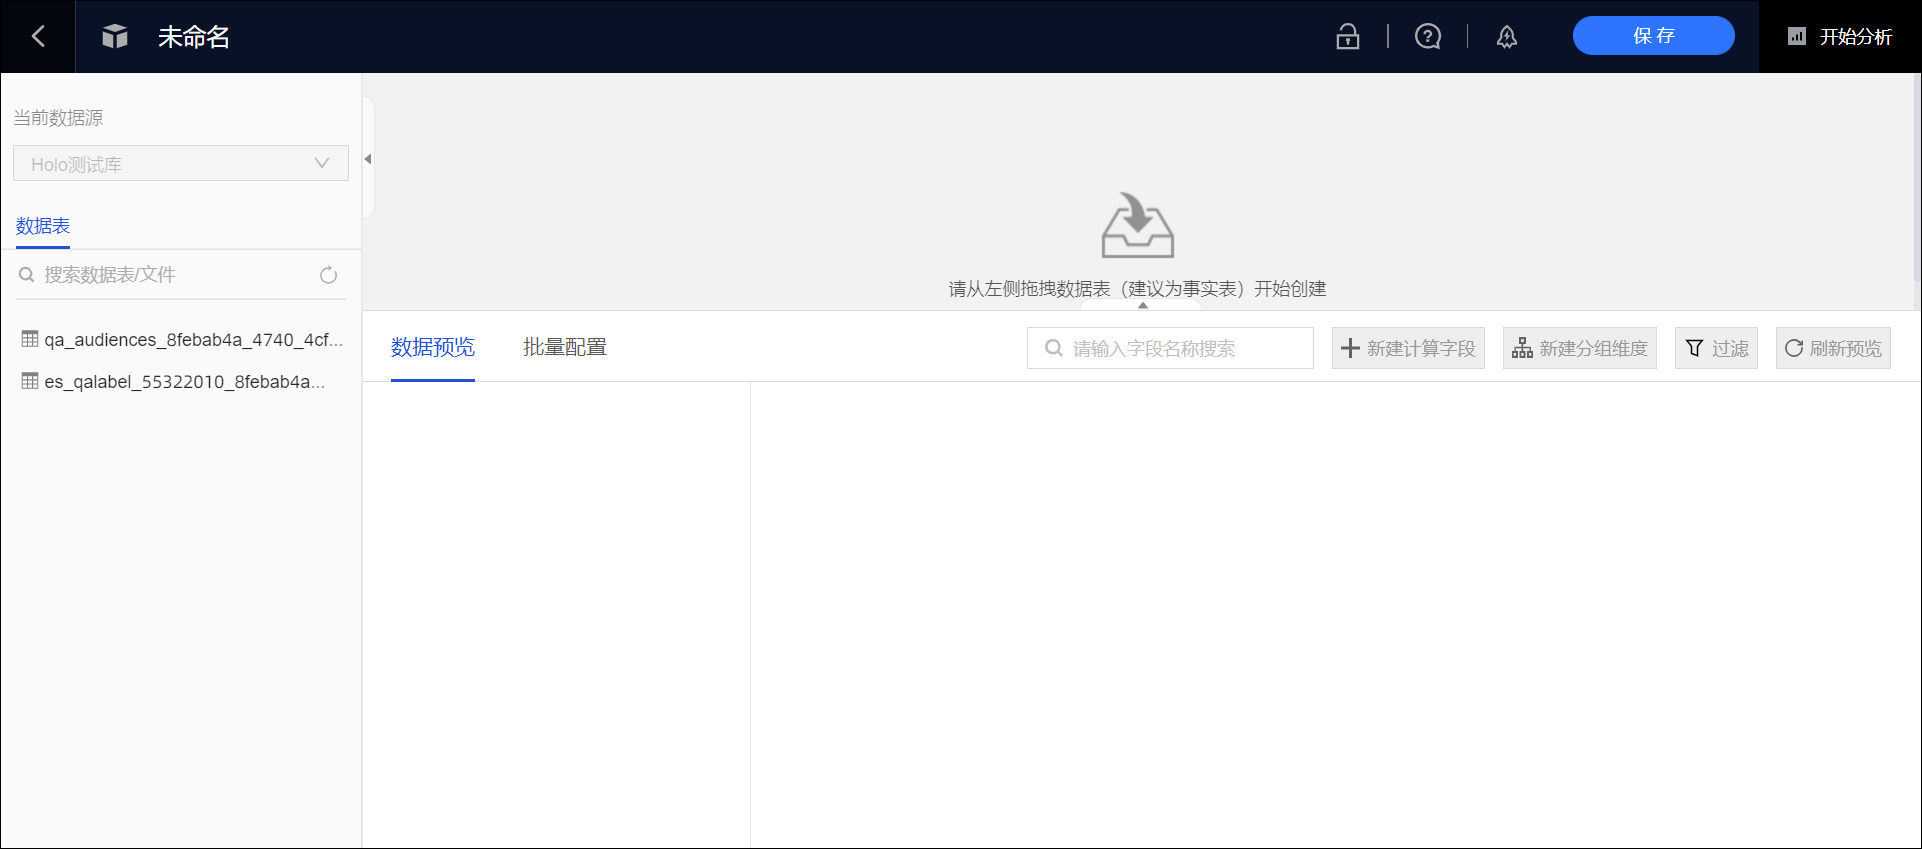 未命名
保 存
开始分析
当前数据源
Holo测试库
数据表
搜索数据表/文件
qa_audiences_8febab4a_4740_4cf...
es_qalabel_55322010_8febab4a...
请从左侧拖拽数据表（建议为事实表）开始创建
数据预览
批量配置
请输入字段名称搜索
新建计算字段
新建分组维度
过滤
刷新预览